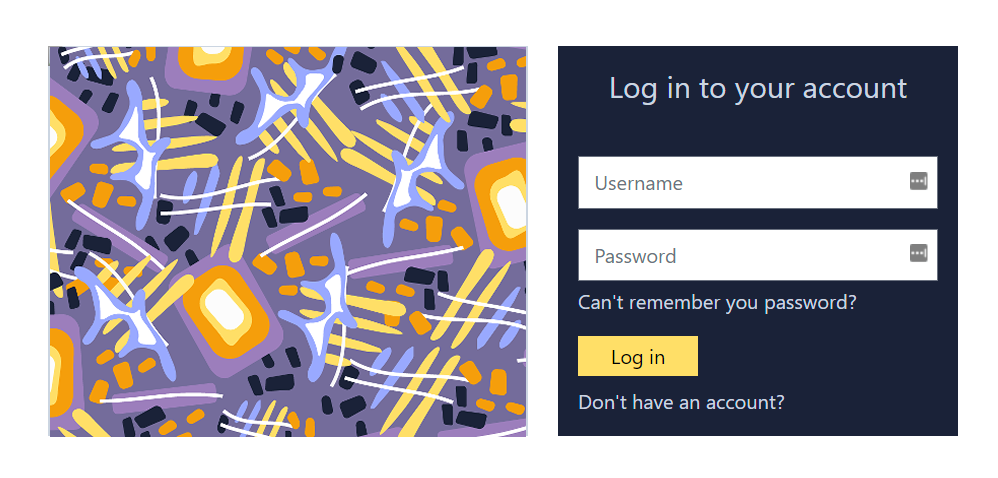 Log in to your account
Username
Password
Can't remember you password?
Log in
Don't have an account?